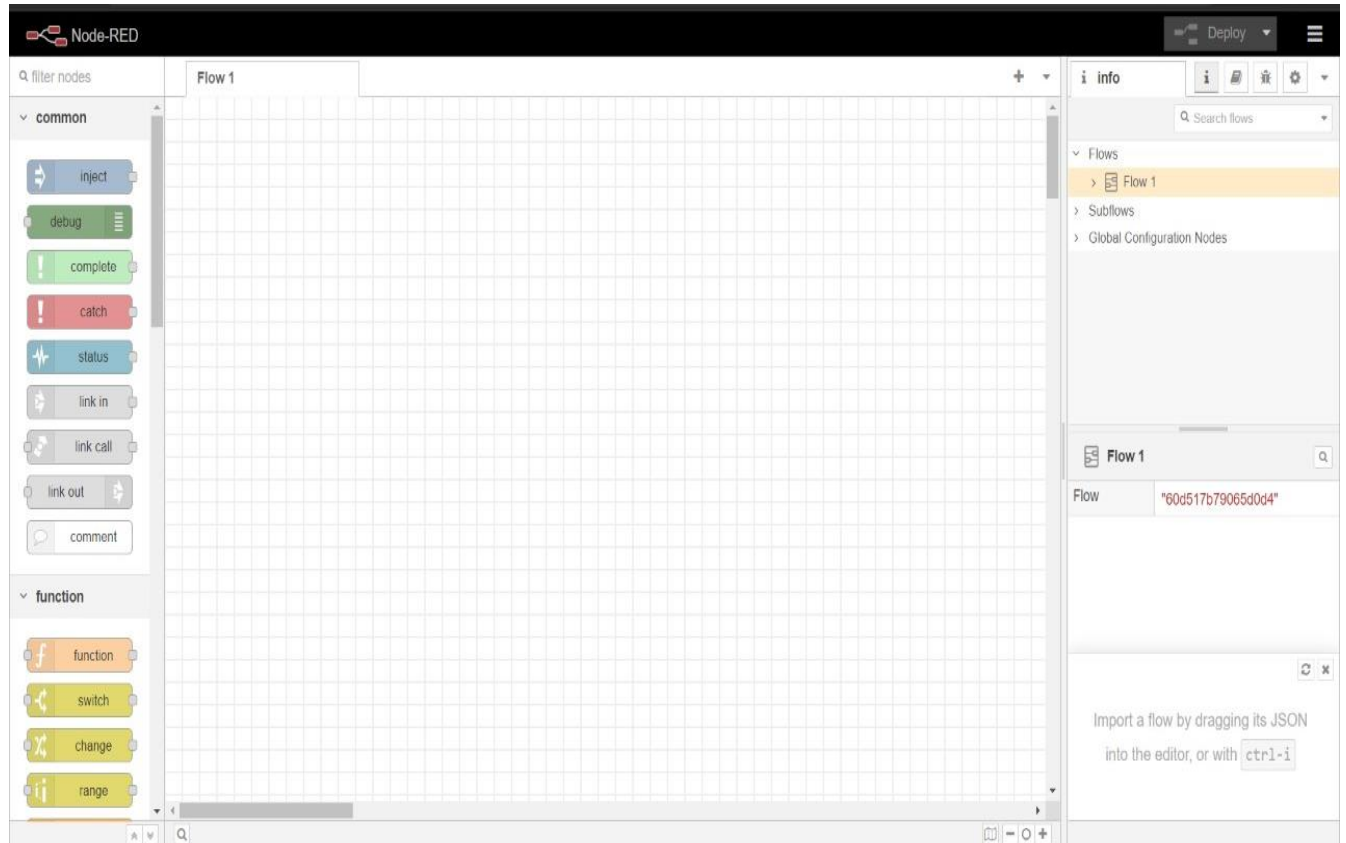 Node-RED
Deploy
filter nodes
Flow 1
i info
i
Search flows
common
inject
debug
complete
catch
status
link in
link call
link out
comment
function
function
switch
change
range
Flows
Flow 1
Subflows
Global Configuration Nodes
Flow 1
Flow "60d517b79065d0d4"
Import a flow by dragging its JSON
into the editor, or with ctrl-i